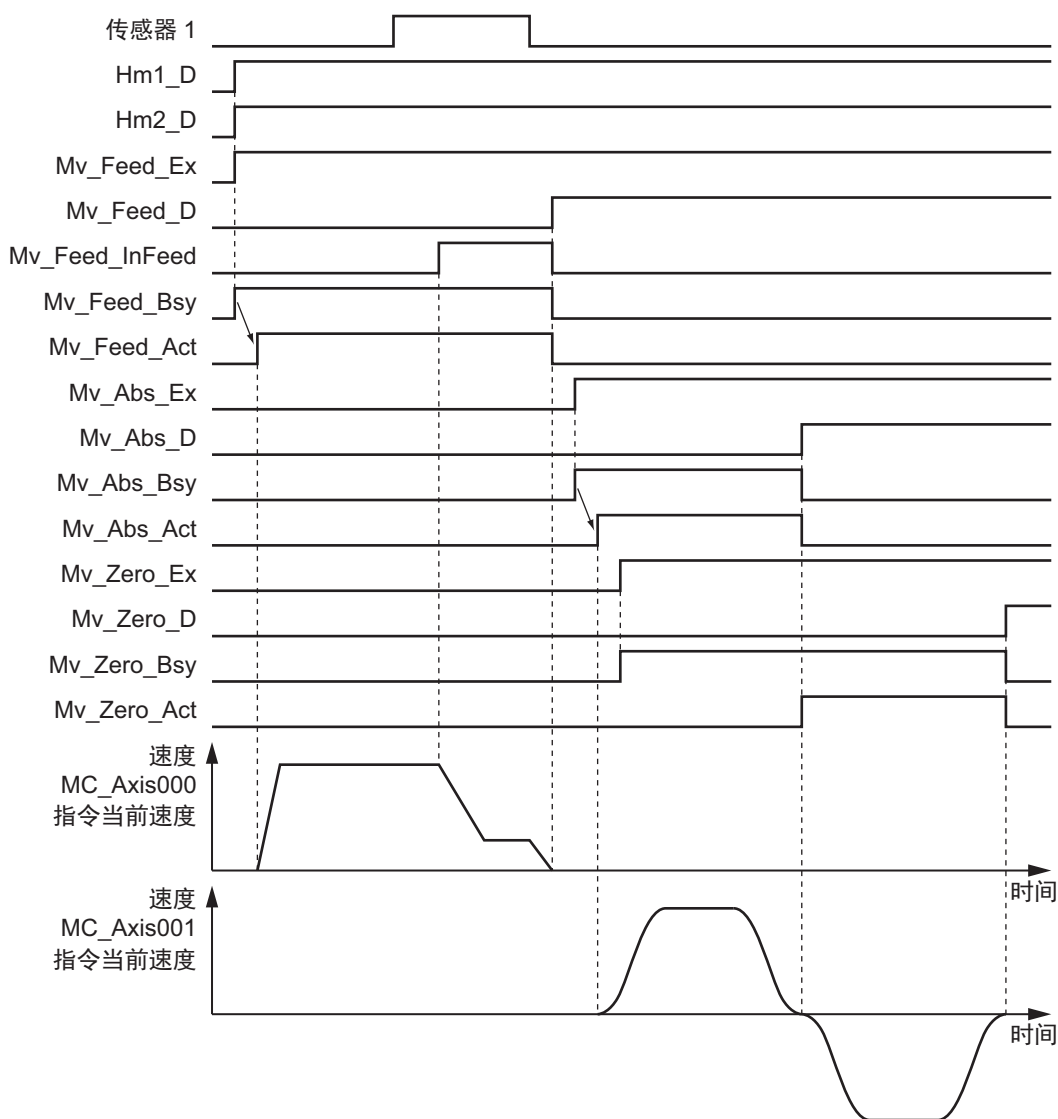 传感器 1
Hm1_D
Hm2_D
Mv_Feed_Ex
Mv_Feed_D
Mv_Feed_InFeed
Mv_Feed_Bsy
Mv_Feed_Act
Mv_Abs_Ex
Mv_Abs_D
Mv_Abs_Bsy
Mv_Abs_Act
Mv_Zero_Ex
Mv_Zero_D
Mv_Zero_Bsy
Mv_Zero_Act
速度
MC_Axis000
指令当前速度
时间
速度
MC_Axis001
指令当前速度
时间